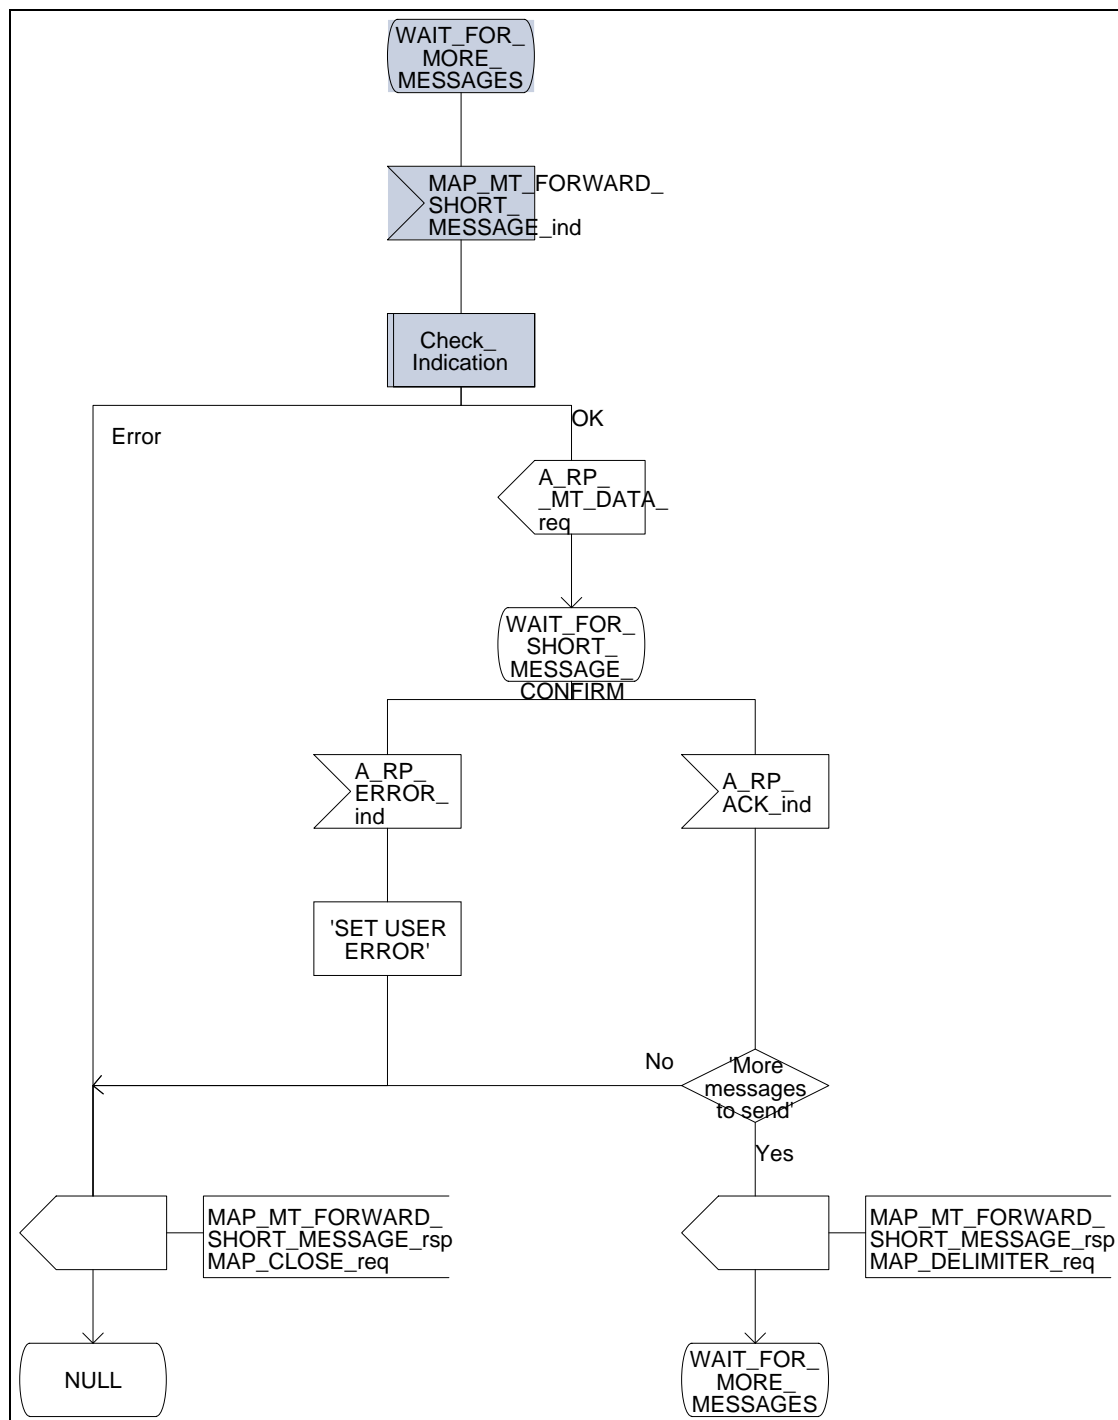 WAIT_FOR_
MORE_
MESSAGES
MAP_MT_FORWARD_
SHORT_
MESSAGE_ind
Check_
Indication
Error
OK
A_RP_
_MT_DATA_
req
WAIT_FOR_
SHORT_
MESSAGE_
CONFIRM
A_RP_
ERROR_
ind
A_RP_
ACK_ind
'SET USER
ERROR'
No
'More
messages
to send'
Yes
MAP_MT_FORWARD_
SHORT_MESSAGE_rsp
MAP_CLOSE_req
MAP_MT_FORWARD_
SHORT_MESSAGE_rsp
MAP_DELIMITER_req
NULL
WAIT_FOR_
MORE_
MESSAGES